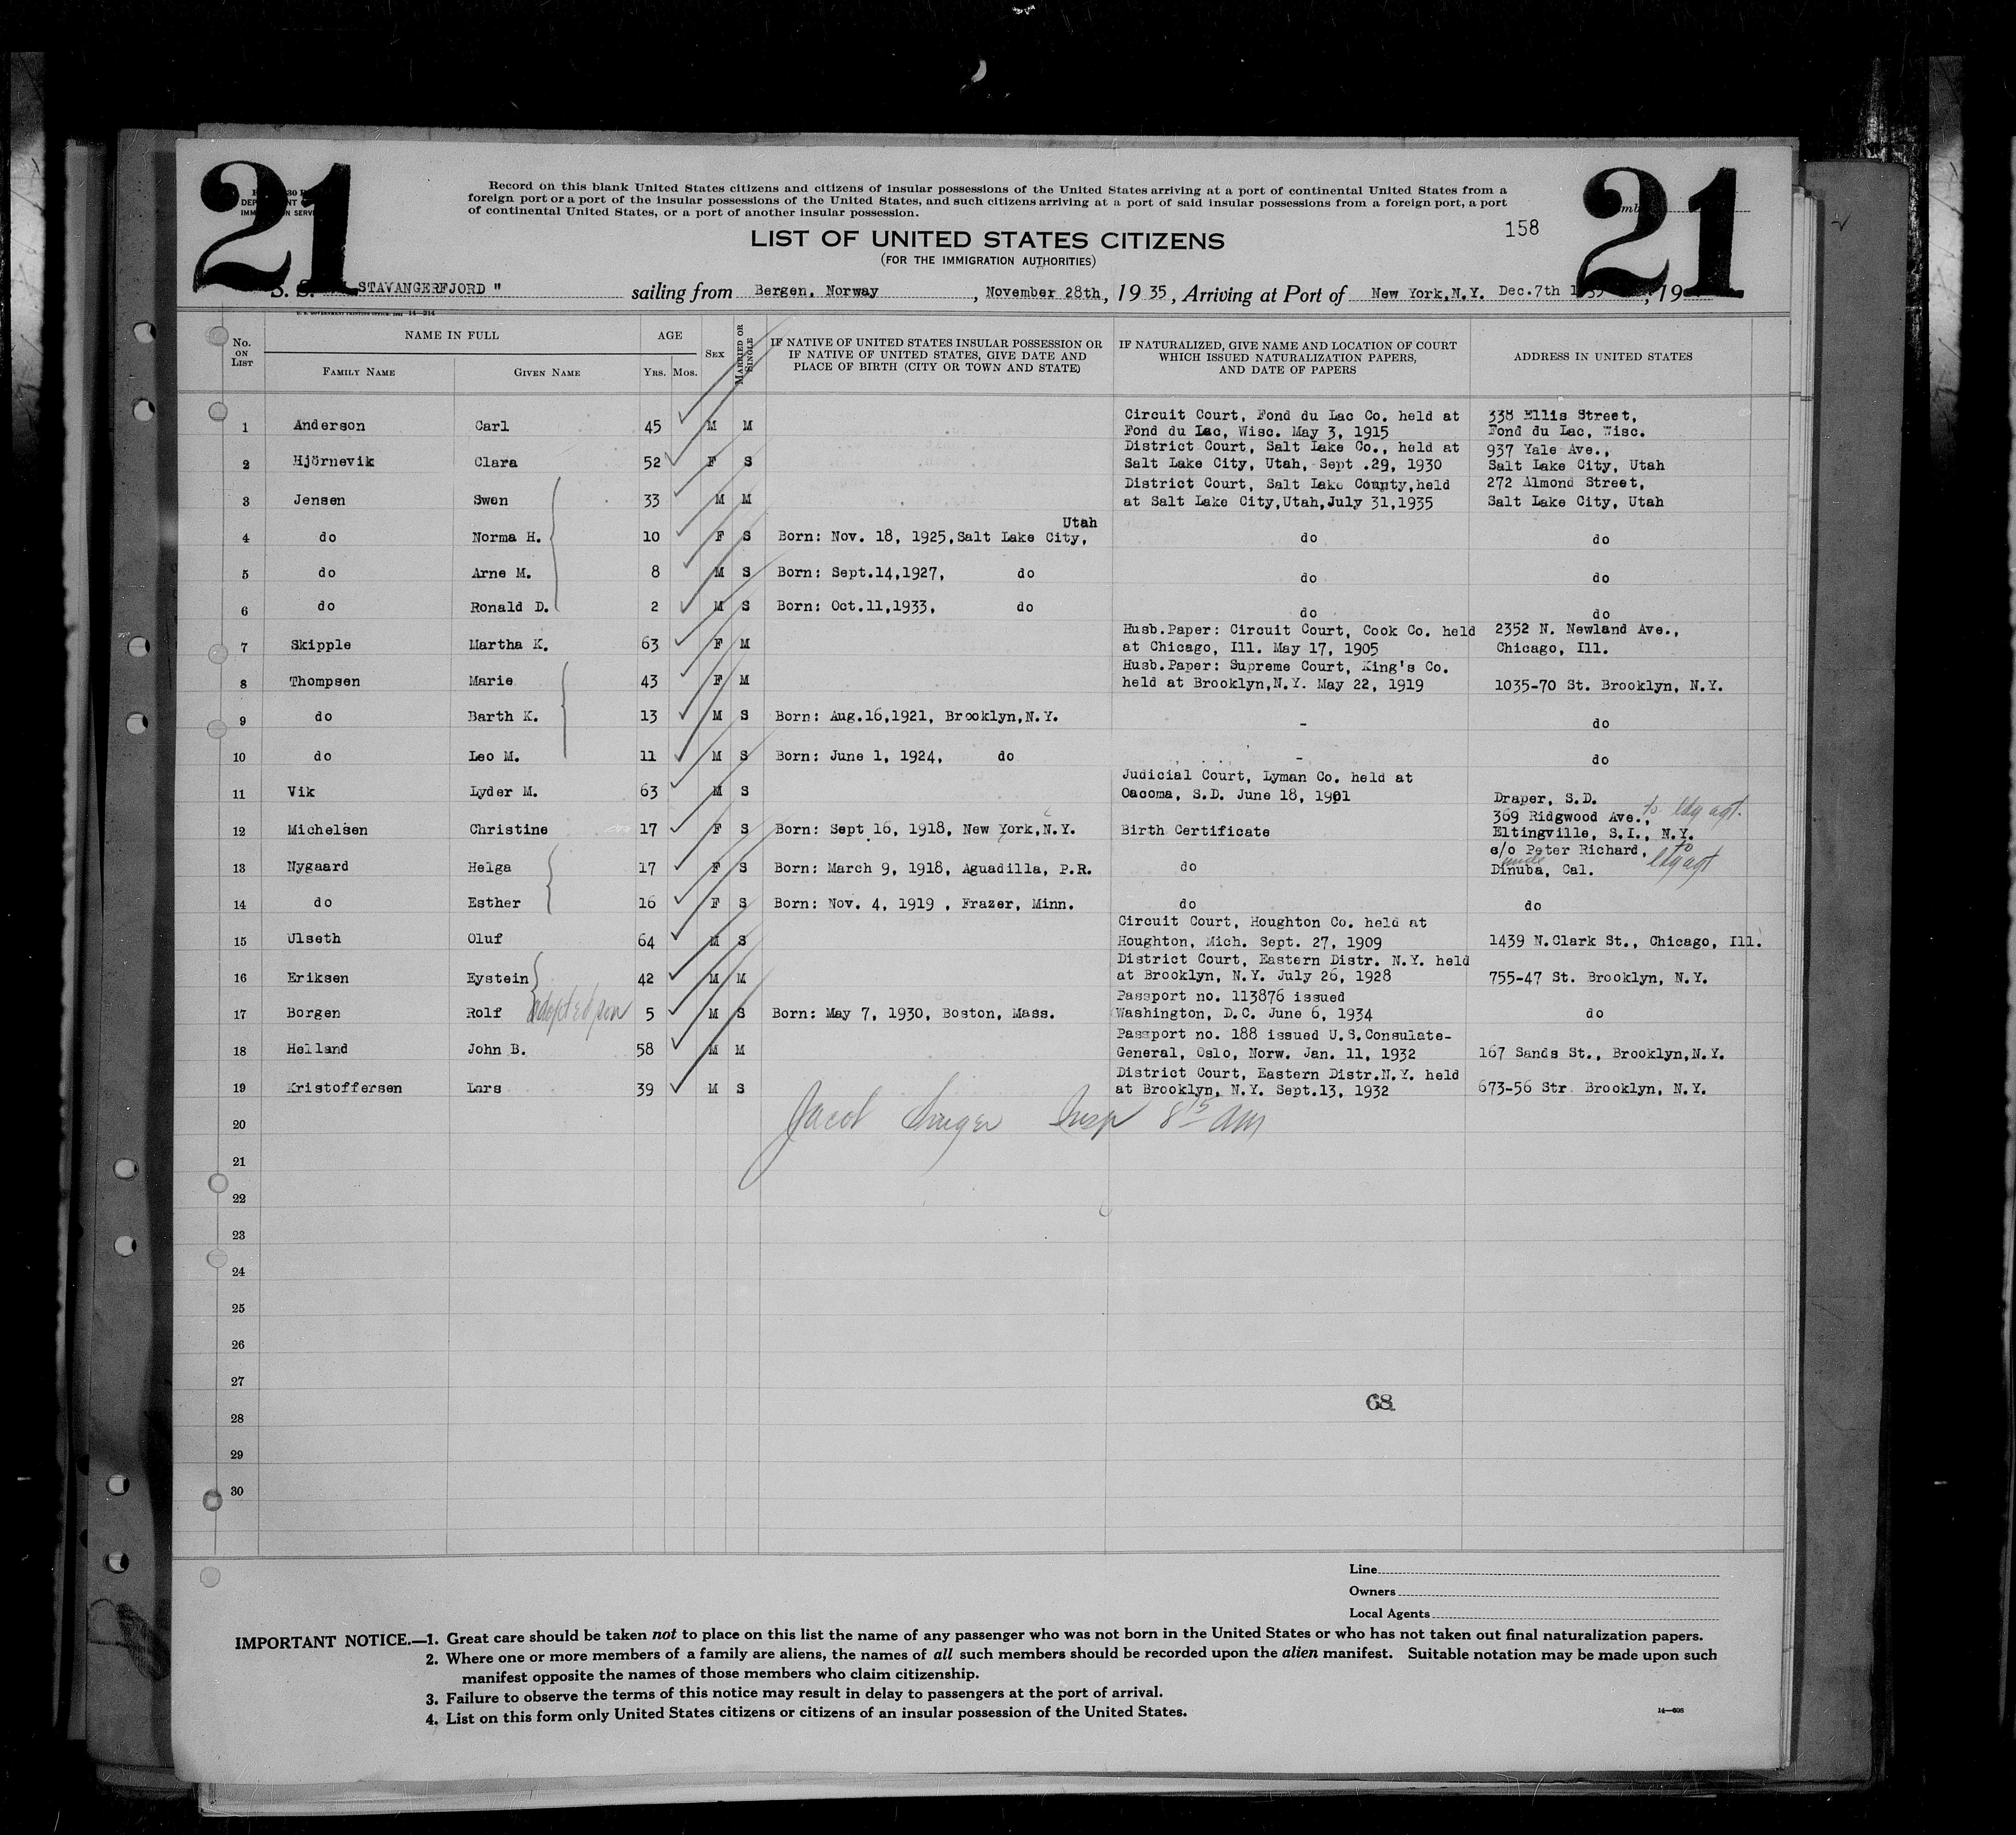 21
21
Record on this blank United States citizens and citizens of insular possessions of the United States arriving at a port of continental United States from a
foreign port or a port of the insular possessions of the United States, and such citizens arriving at a port of said insular possessions from a foreign port, a port
of continental United States, or a port of another insular possession.
158
LIST OF UNITED STATES CITIZENS
(FOR THE IMMIGRATION AUTHORITIES)
S. S. STAVANGERFJORD " sailing from Bergen, Norway , November 28th, 19 35, Arriving at Port of New York,N.Y. Dec.7th , 19
No. ON LIST NAME IN FULL FAMILY NAME GIVEN NAME AGE YRS. MOS. SEX MARRIED OR SINGLE IF NATIVE OF UNITED STATES INSULAR POSSESSION OR IF NATIVE OF UNITED STATES, GIVE DATE AND PLACE OF BIRTH (CITY OR TOWN AND STATE) IF NATURALIZED, GIVE NAME AND LOCATION OF COURT WHICH ISSUED NATURALIZATION PAPERS, AND DATE OF PAPERS ADDRESS IN UNITED STATES
1 Anderson Carl 45 M M Circuit Court, Fond du Lac Co. held at Fond du Lac, Wisc. May 3, 1915 338 Ellis Street, Fond du Lac, Wisc.
2 Hjörnevik Clara 52 F S District Court, Salt Lake Co., held at Salt Lake City, Utah, Sept .29, 1930 937 Yale Ave., Salt Lake City, Utah
3 Jensen Swen 33 M M District Court, Salt Lake County,held at Salt Lake City,Utah,July 31,1935 272 Almond Street, Salt Lake City, Utah
4 do Norma H. 10 F S Born: Nov. 18, 1925,Salt Lake City, Utah do do
5 do Arne M. 8 M S Born: Sept.14,1927, do do do
6 do Ronald D. 2 M S Born: Oct.11,1933, do do do
7 Skipple Martha K. 63 F M Husb.Paper: Circuit Court, Cook Co. held at Chicago, Ill. May 17, 1905 2352 N. Newland Ave., Chicago, Ill.
8 Thompsen Marie 43 F M Husb.Paper: Supreme Court, King's Co. held at Brooklyn,N.Y. May 22, 1919 1035-70 St. Brooklyn, N.Y.
9 do Barth K. 13 M S Born: Aug.16,1921, Brooklyn,N.Y. - do
10 do Leo M. 11 M S Born: June 1, 1924, do - do
11 Vik Lyder M. 63 M S Judicial Court, Lyman Co. held at Oacoma, S.D. June 18, 1901 Draper, S.D.
12 Michelsen Christine 17 F S Born: Sept 16, 1918, New York,N.Y. Birth Certificate 369 Ridgwood Ave., Eltingville, S.I., N.Y. to ldg agt.
13 Nygaard Helga 17 F S Born: March 9, 1918, Aguadilla, P.R. do c/o Peter Richard, uncle Dinuba, Cal. to ldg agt
14 do Esther 16 F S Born: Nov. 4, 1919 , Frazer, Minn. do do
15 Ulseth Oluf 64 M S Circuit Court, Houghton Co. held at Houghton, Mich. Sept. 27, 1909 1439 N.Clark St., Chicago, Ill.
16 Eriksen Eystein 42 M M District Court, Eastern Distr. N.Y. held at Brooklyn, N.Y. July 26, 1928 755-47 St. Brooklyn, N.Y.
17 Borgen Rolf adopted son 5 M S Born: May 7, 1930, Boston, Mass. Passport no. 113876 issued Washington, D.C. June 6, 1934 do
18 Helland John B. 58 M M Passport no. 188 issued U.S.Consulate-General, Oslo, Norw. Jan. 11, 1932 167 Sands St., Brooklyn,N.Y.
19 Kristoffersen Lars 39 M S District Court, Eastern Distr.N.Y. held at Brooklyn, N.Y. Sept.13, 1932 673-56 Str. Brooklyn, N.Y.
20 Jacob Insp 8 15 AM
21
22
23
24
25
26
27
68
28
29
30
Line
Owners
Local Agents
IMPORTANT NOTICE.—1. Great care should be taken not to place on this list the name of any passenger who was not born in the United States or who has not taken out final naturalization papers.
2. Where one or more members of a family are aliens, the names of all such members should be recorded upon the alien manifest. Suitable notation may be made upon such
manifest opposite the names of those members who claim citizenship.
3. Failure to observe the terms of this notice may result in delay to passengers at the port of arrival.
4. List on this form only United States citizens or citizens of an insular possession of the United States.